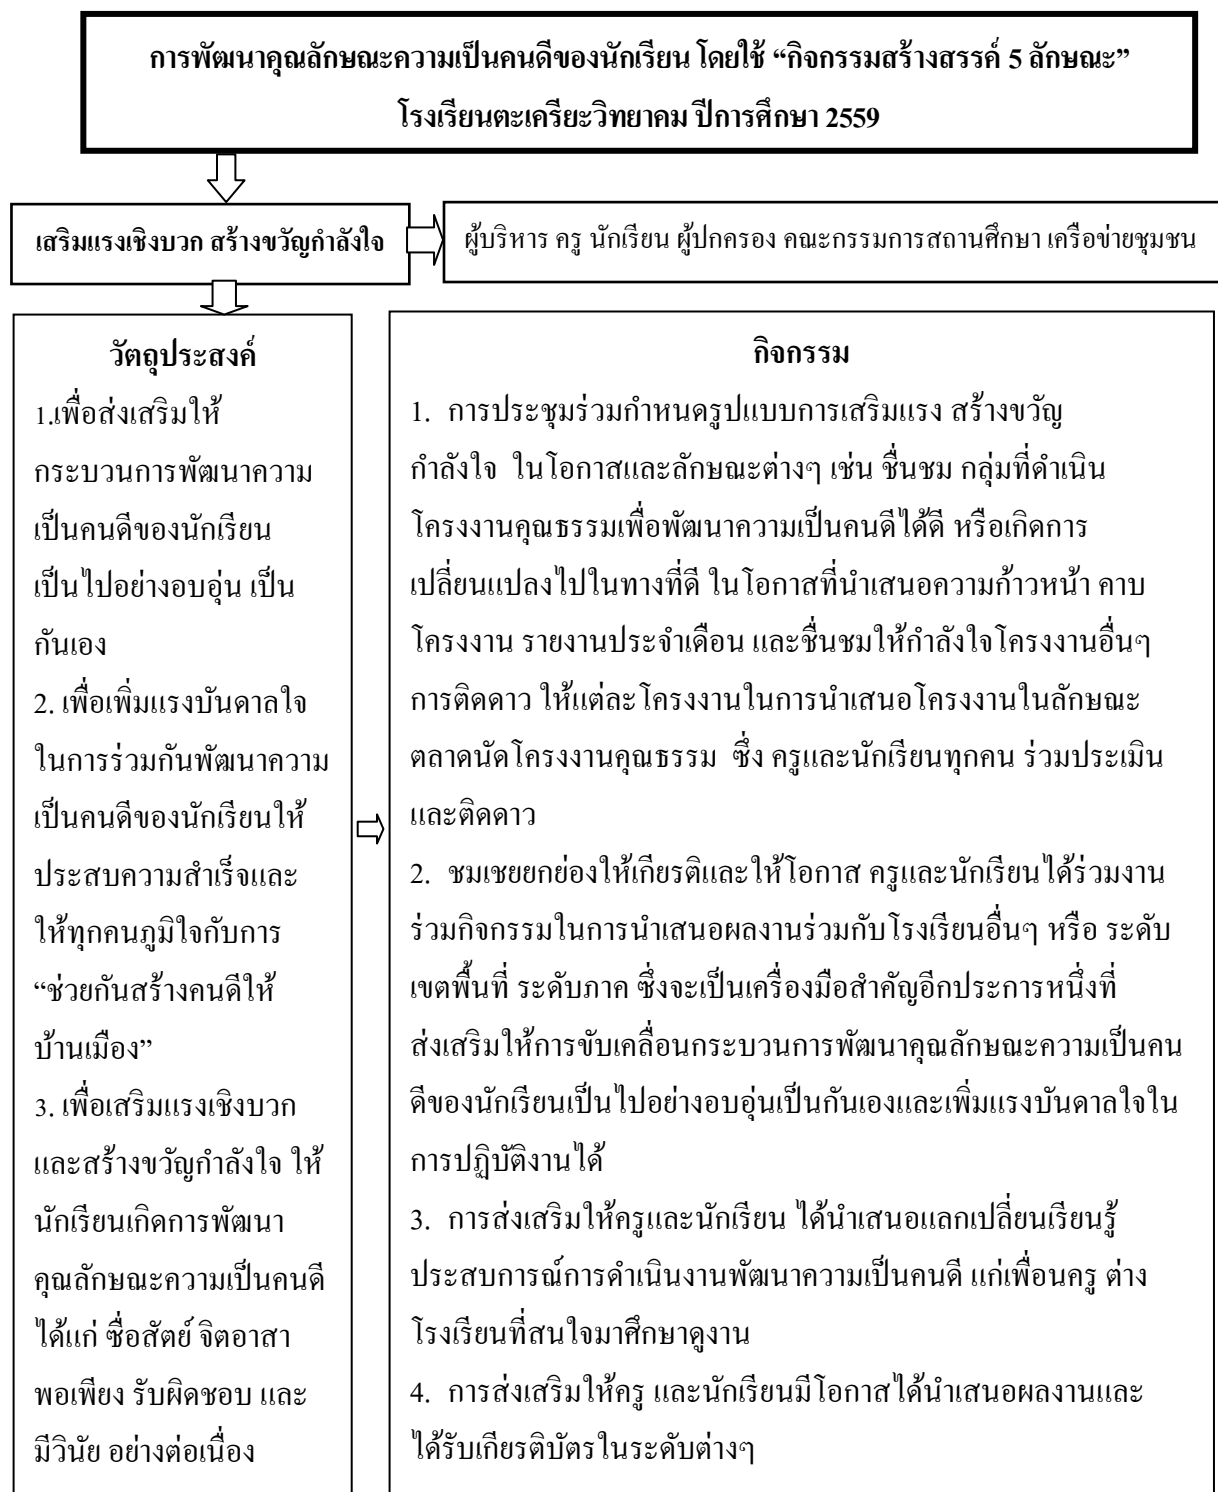 การพัฒนาคุณลักษณะความเป็นคนดีของนักเรียน โดยใช้ “กิจกรรมสร้างสรรค์ 5 ลักษณะ”
โรงเรียนตะเครียะวิทยาคม ปีการศึกษา 2559
เสริมแรงเชิงบวก สร้างขวัญกำลังใจ
ผู้บริหาร ครู นักเรียน ผู้ปกครอง คณะกรรมการสถานศึกษา เครือข่ายชุมชน
วัตถุประสงค์
1.เพื่อส่งเสริมให้
กระบวนการพัฒนาความ
เป็นคนดีของนักเรียน
เป็นไปอย่างอบอุ่น เป็น
กันเอง
2. เพื่อเพิ่มแรงบันดาลใจ
ในการร่วมกันพัฒนาความ
เป็นคนดีของนักเรียนให้
ประสบความสำเร็จและ
ให้ทุกคนภูมิใจกับการ
“ช่วยกันสร้างคนดีให้
บ้านเมือง”
3. เพื่อเสริมแรงเชิงบวก
และสร้างขวัญกำลังใจ ให้
นักเรียนเกิดการพัฒนา
คุณลักษณะความเป็นคนดี
ได้แก่ ซื่อสัตย์ จิตอาสา
พอเพียง รับผิดชอบ และ
มีวินัย อย่างต่อเนื่อง
กิจกรรม
1. การประชุมร่วมกำหนดรูปแบบการเสริมแรง สร้างขวัญ
กำลังใจ ในโอกาสและลักษณะต่างๆ เช่น ชื่นชม กลุ่มที่ดำเนิน
โครงงานคุณธรรมเพื่อพัฒนาความเป็นคนดีได้ดี หรือเกิดการ
เปลี่ยนแปลงไปในทางที่ดี ในโอกาสที่นำเสนอความก้าวหน้า คาบ
โครงงาน รายงานประจำเดือน และชื่นชมให้กำลังใจโครงงานอื่นๆ
การติดดาว ให้แต่ละโครงงานในการนำเสนอโครงงานในลักษณะ
ตลาดนัดโครงงานคุณธรรม ซึ่ง ครูและนักเรียนทุกคน ร่วมประเมิน
และติดดาว
2. ชมเชยยกย่องให้เกียรติและให้โอกาส ครูและนักเรียนได้ร่วมงาน
ร่วมกิจกรรมในการนำเสนอผลงานร่วมกับโรงเรียนอื่นๆ หรือ ระดับ
เขตพื้นที่ ระดับภาค ซึ่งจะเป็นเครื่องมือสำคัญอีกประการหนึ่งที่
ส่งเสริมให้การขับเคลื่อนกระบวนการพัฒนาคุณลักษณะความเป็นคน
ดีของนักเรียนเป็นไปอย่างอบอุ่นเป็นกันเองและเพิ่มแรงบันดาลใจใน
การปฏิบัติงานได้
3. การส่งเสริมให้ครูและนักเรียน ได้นำเสนอแลกเปลี่ยนเรียนรู้
ประสบการณ์การดำเนินงานพัฒนาความเป็นคนดี แก่เพื่อนครู ต่าง
โรงเรียนที่สนใจมาศึกษาดูงาน
4. การส่งเสริมให้ครู และนักเรียนมีโอกาสได้นำเสนอผลงานและ
ได้รับเกียรติบัตรในระดับต่างๆ